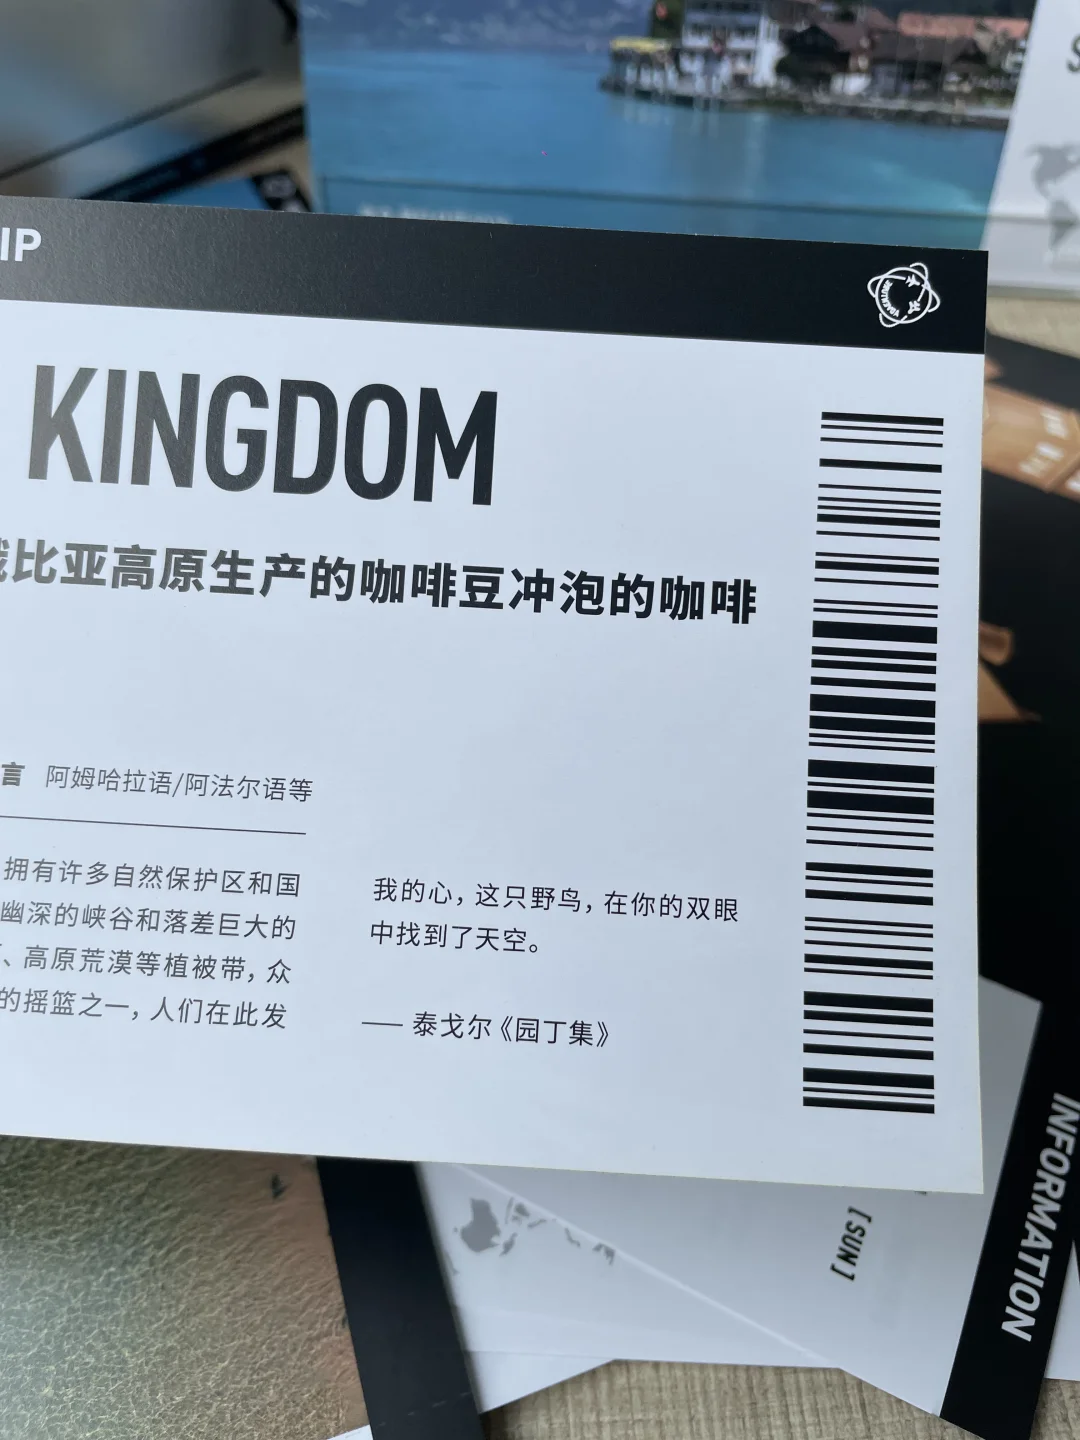 IP
KINGDOM
比亚高原生产的咖啡豆冲泡的咖啡
言 阿姆哈拉语/阿法尔语等
拥有许多自然保护区和国
幽深的峡谷和落差巨大的
、高原荒漠等植被带，众
的摇篮之一，人们在此发
我的心，这只野鸟，在你的双眼
中找到了天空。
—— 泰戈尔《园丁集》
INFORMATION
[SUN]